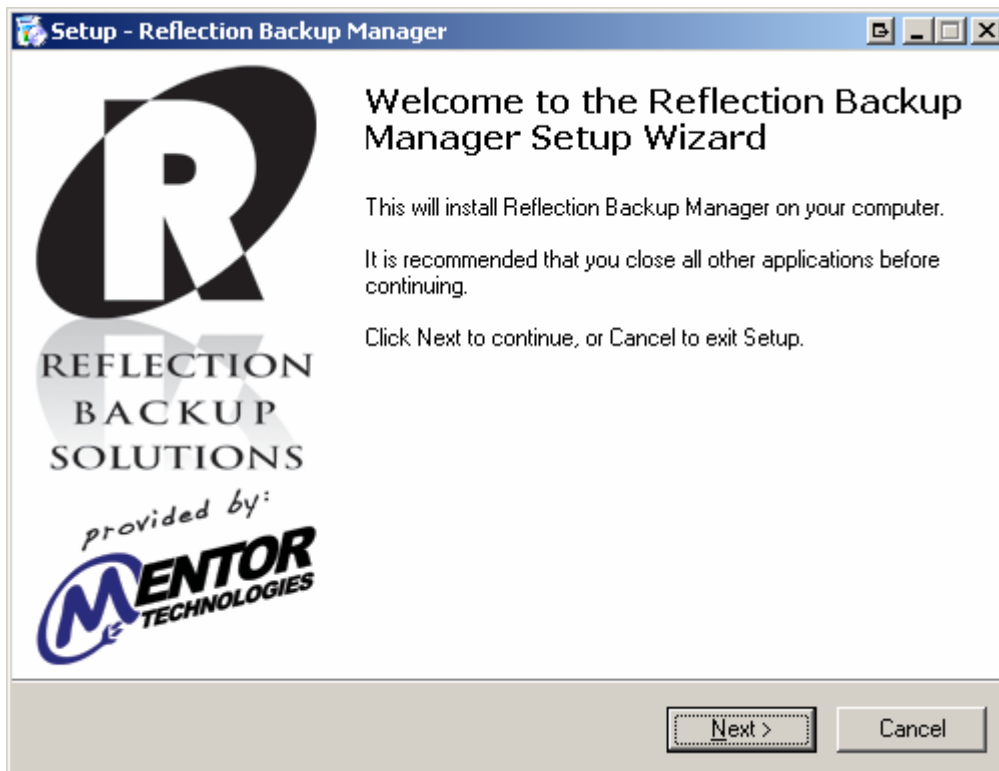 Setup - Reflection Backup Manager
R
REFLECTION
BACKUP
SOLUTIONS
provided by:
MENTOR
TECHNOLOGIES
Welcome to the Reflection Backup
Manager Setup Wizard
This will install Reflection Backup Manager on your computer.
It is recommended that you close all other applications before
continuing.
Click Next to continue, or Cancel to exit Setup.
Next >
Cancel